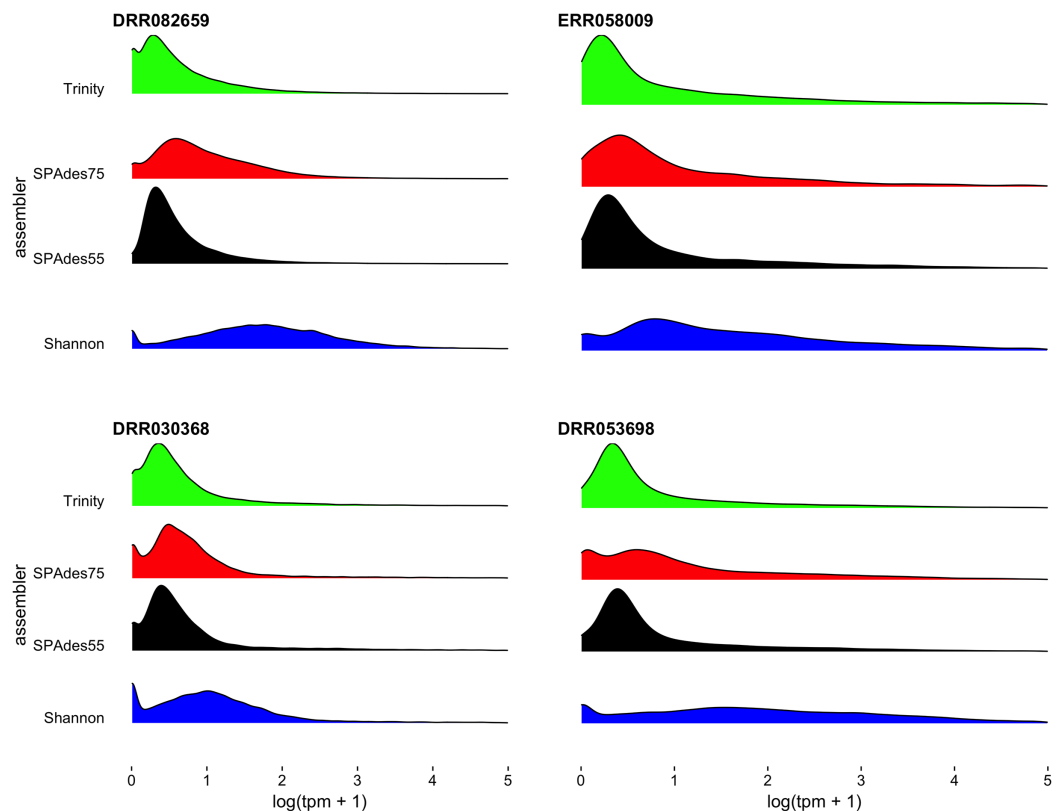 DRR082659
ERR058009
Trinity
SPAdes75
SPAdes55
Shannon
assembler
DRR030368
DRR053698
Trinity
SPAdes75
SPAdes55
Shannon
assembler
0 1 2 3 4 5
0 1 2 3 4 5
log(tpm + 1)
log(tpm + 1)